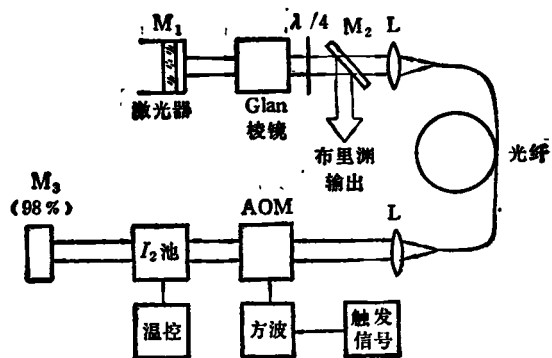 M₁
λ/4
M₂
L
激光器
Glan
棱镜
布里渊
输出
光纤
M₃
(98%)
I₂池
AOM
L
温控
方波
触发
信号